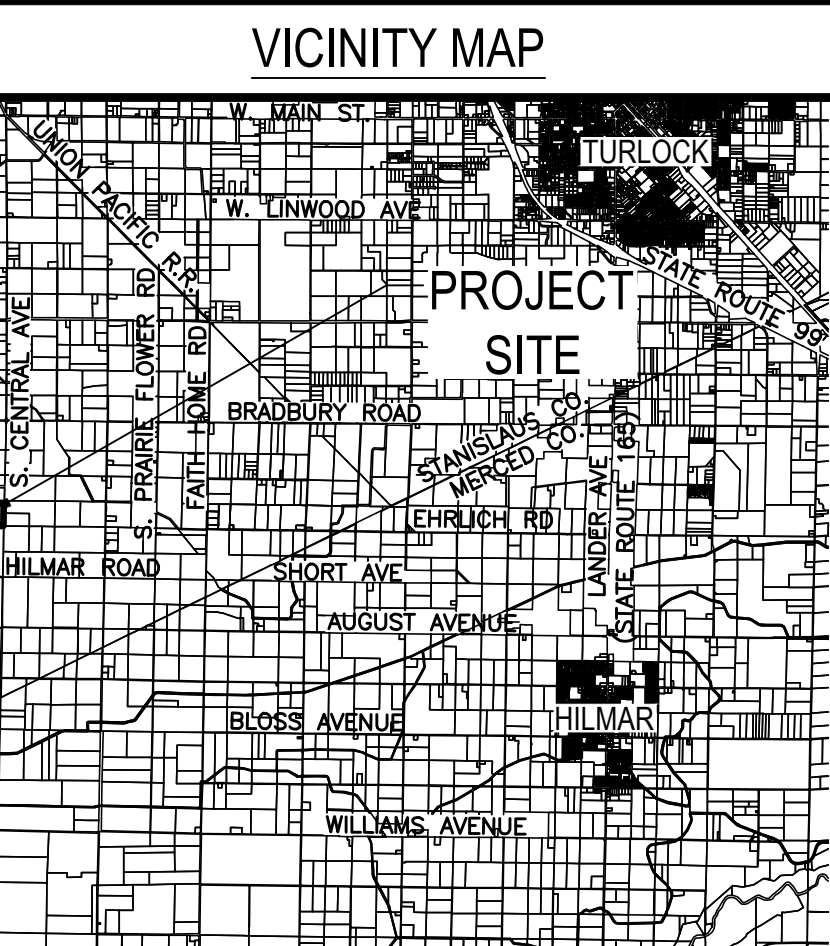 VICINITY MAP
W. MAIN ST.
TURLOCK
UNION PACIFIC R.R.
W. LINWOOD AVE
STATE ROUTE 99
PROJECT
SITE
S. CENTRAL AVE
S. PRAIRIE FLOWER RD
FAITH HOME RD
BRADBURY ROAD
STANISLAUS CO.
MERCED CO.
LANDER AVE
STATE ROUTE 165)
EHRLICH RD
HILMAR ROAD
SHORT AVE
AUGUST AVENUE
BLOSS AVENUE
HILMAR
WILLIAMS AVENUE